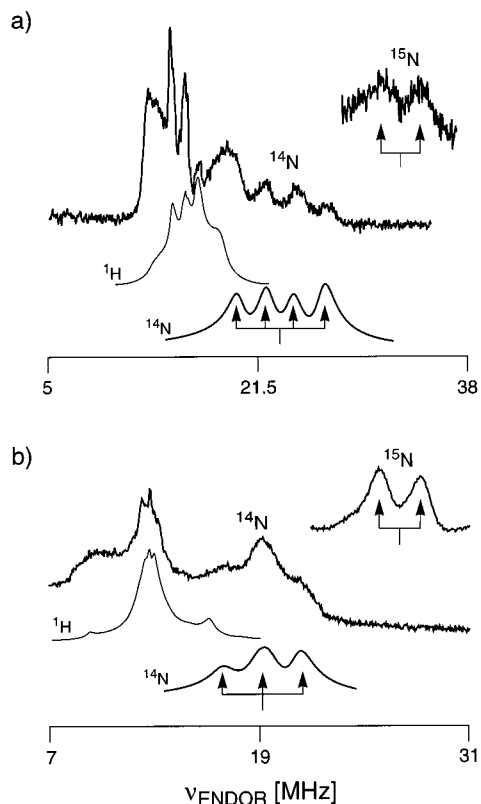 a)
¹⁵N
¹⁴N
¹H
¹⁴N
5
21.5
38
b)
¹⁵N
¹⁴N
¹H
¹⁴N
7
19
31
νENDOR [MHz]